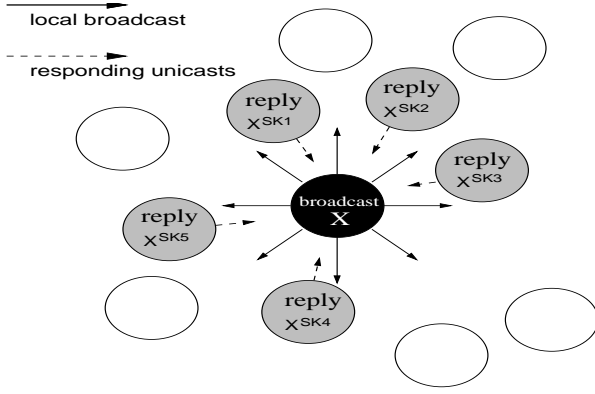 local broadcast
responding unicasts
reply
X^SK1
reply
X^SK2
reply
X^SK3
broadcast
X
reply
X^SK5
reply
X^SK4